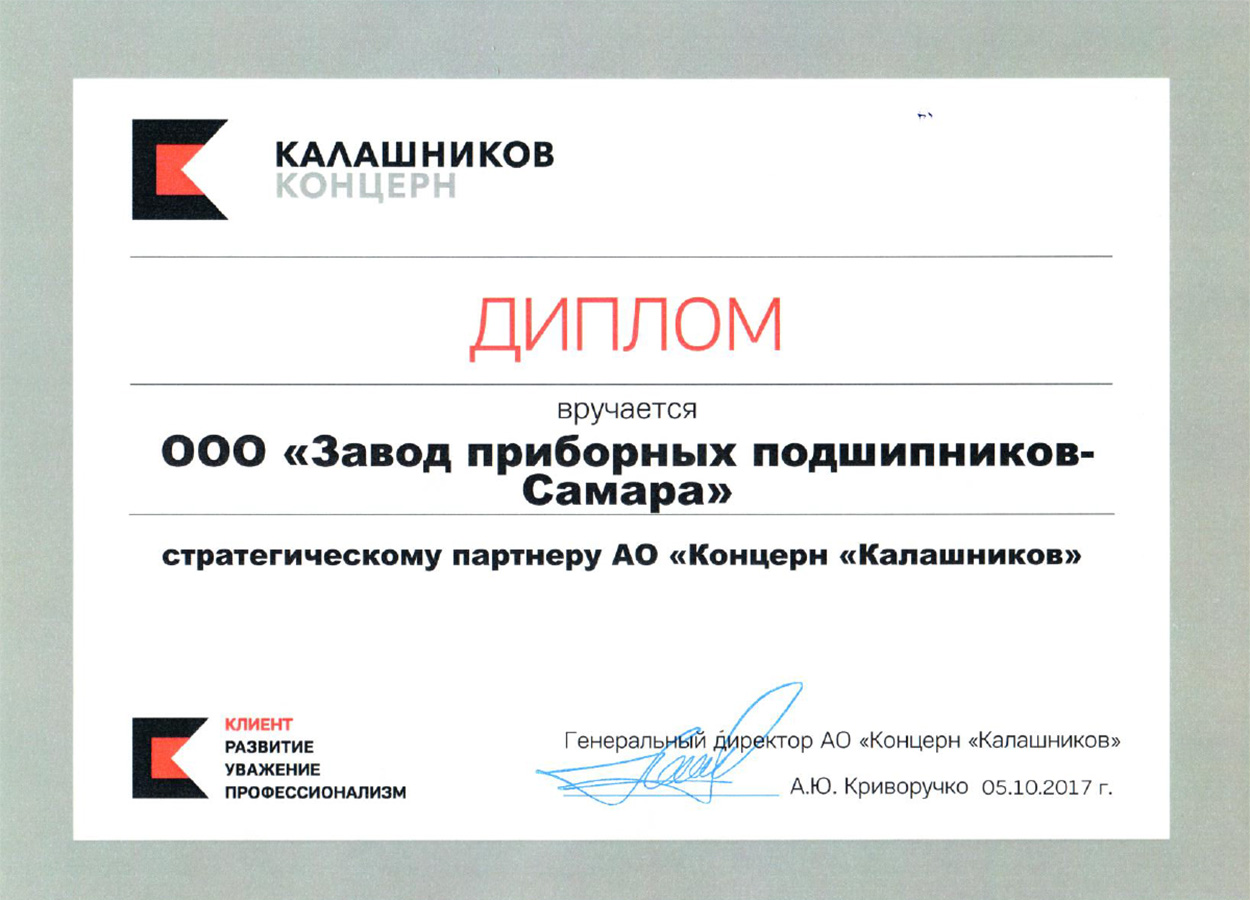 КАЛАШНИКОВ
КОНЦЕРН
ДИПЛОМ
вручается
ООО «Завод приборных подшипников-
Самара»
стратегическому партнеру АО «Концерн «Калашников»
КЛИЕНТ
РАЗВИТИЕ
УВАЖЕНИЕ
ПРОФЕССИОНАЛИЗМ
Генеральный директор АО «Концерн «Калашников»
А.Ю. Криворучко 05.10.2017 г.